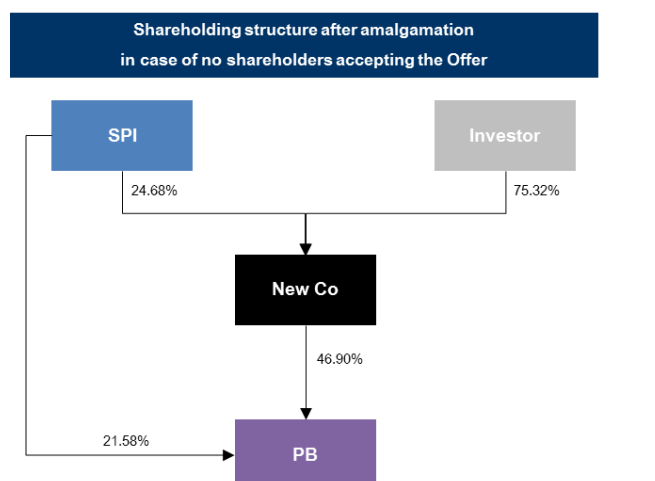 Shareholding structure after amalgamation
in case of no shareholders accepting the Offer
SPI
Investor
24.68%
75.32%
New Co
46.90%
21.58%
PB